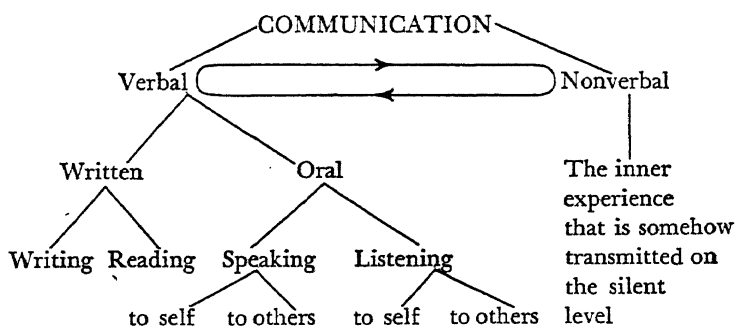 COMMUNICATION
Verbal Nonverbal
Written Oral The inner
experience
that is somehow
Writing Reading Speaking Listening transmitted on
the silent
to self to others to self to others level